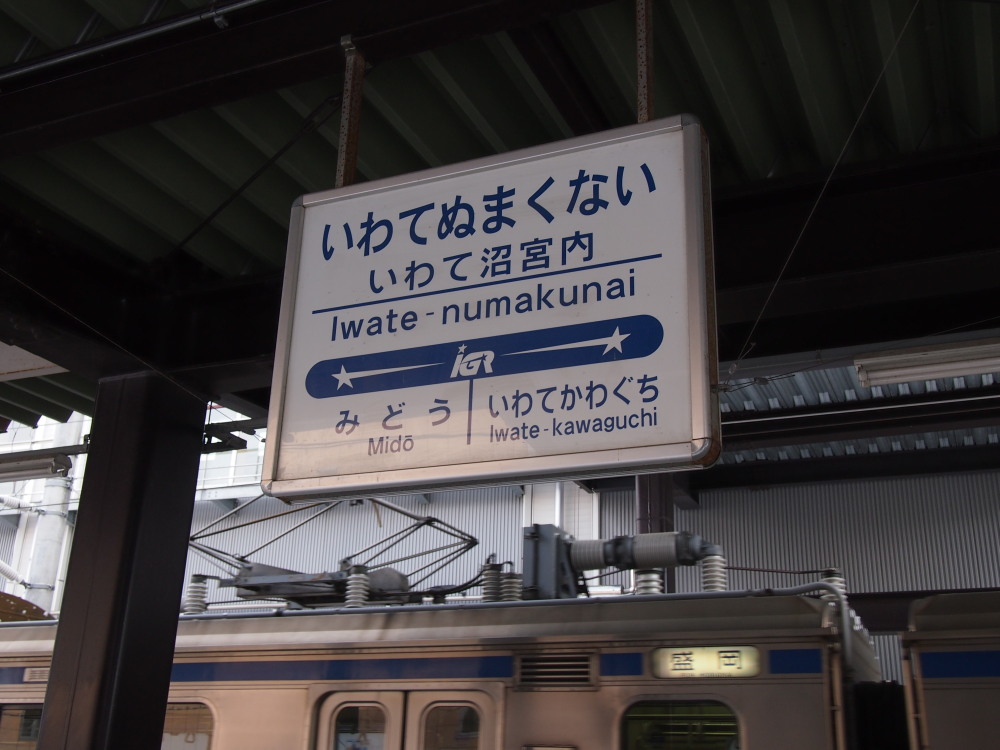 いわてぬまくない
いわて沼宮内
Iwate-numakunai
IGR
みどう
Midō
いわてかわぐち
Iwate-kawaguchi
盛岡